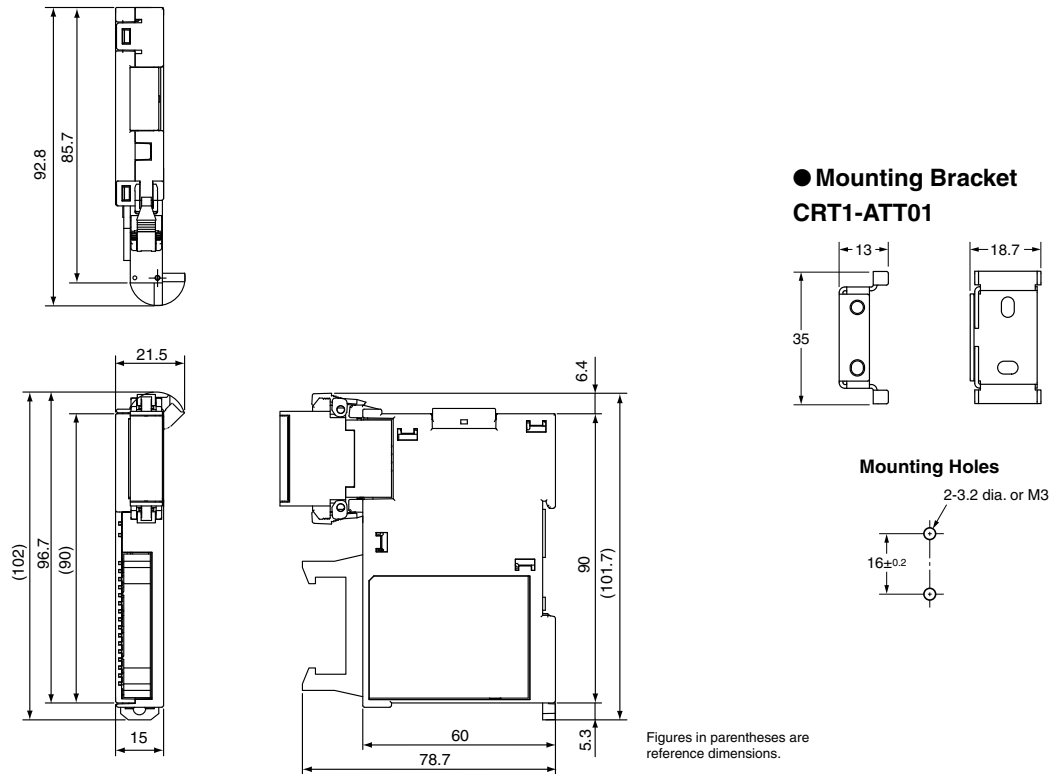 92.8
85.7
● Mounting Bracket
CRT1-ATT01
13
18.7
35
21.5
6.4
Mounting Holes
2-3.2 dia. or M3
16±0.2
(102)
96.7
(90)
90
(101.7)
15
60
78.7
5.3
Figures in parentheses are
reference dimensions.